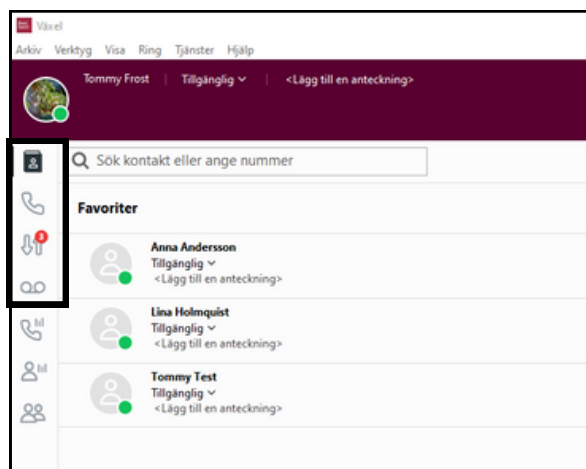 Växel
Arkiv Verktyg Visa Ring Tjänster Hjälp
Tommy Frost | Tillgänglig | <Lägg till en anteckning>
Sök kontakt eller ange nummer
Favoriter
3
Anna Andersson
Tillgänglig
<Lägg till en anteckning>
Lina Holmquist
Tillgänglig
<Lägg till en anteckning>
Tommy Test
Tillgänglig
<Lägg till en anteckning>